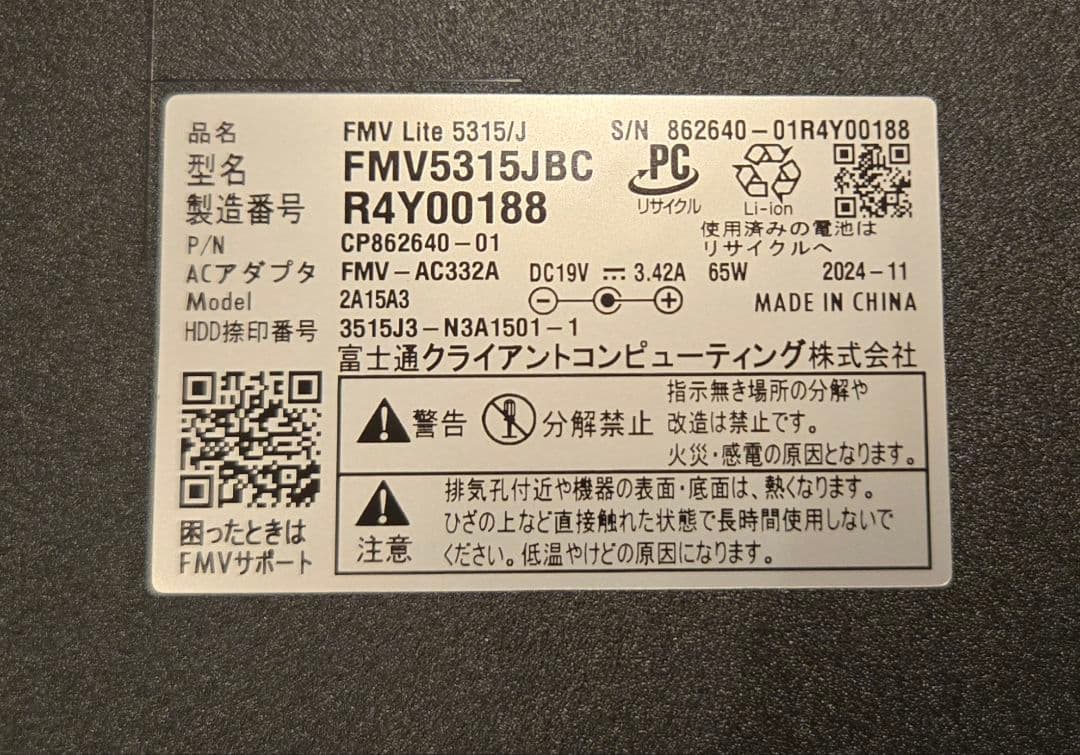 品名 FMV Lite 5315/J S/N 862640-01R4Y00188
型名 FMV5315JBC
製造番号 R4Y00188
PC
リサイクル
Li-ion
使用済みの電池は
リサイクルへ
P/N CP862640-01
ACアダプタ FMV-AC332A DC19V ⎓ 3.42A 65W 2024-11
Model 2A15A3 MADE IN CHINA
HDD捺印番号 3515J3-N3A1501-1
富士通クライアントコンピューティング株式会社
警告 分解禁止
指示無き場所の分解や
改造は禁止です。
火災・感電の原因となります。
注意
排気孔付近や機器の表面・底面は、熱くなります。
ひざの上など直接触れた状態で長時間使用しないで
ください。低温やけどの原因になります。
困ったときは
FMVサポート